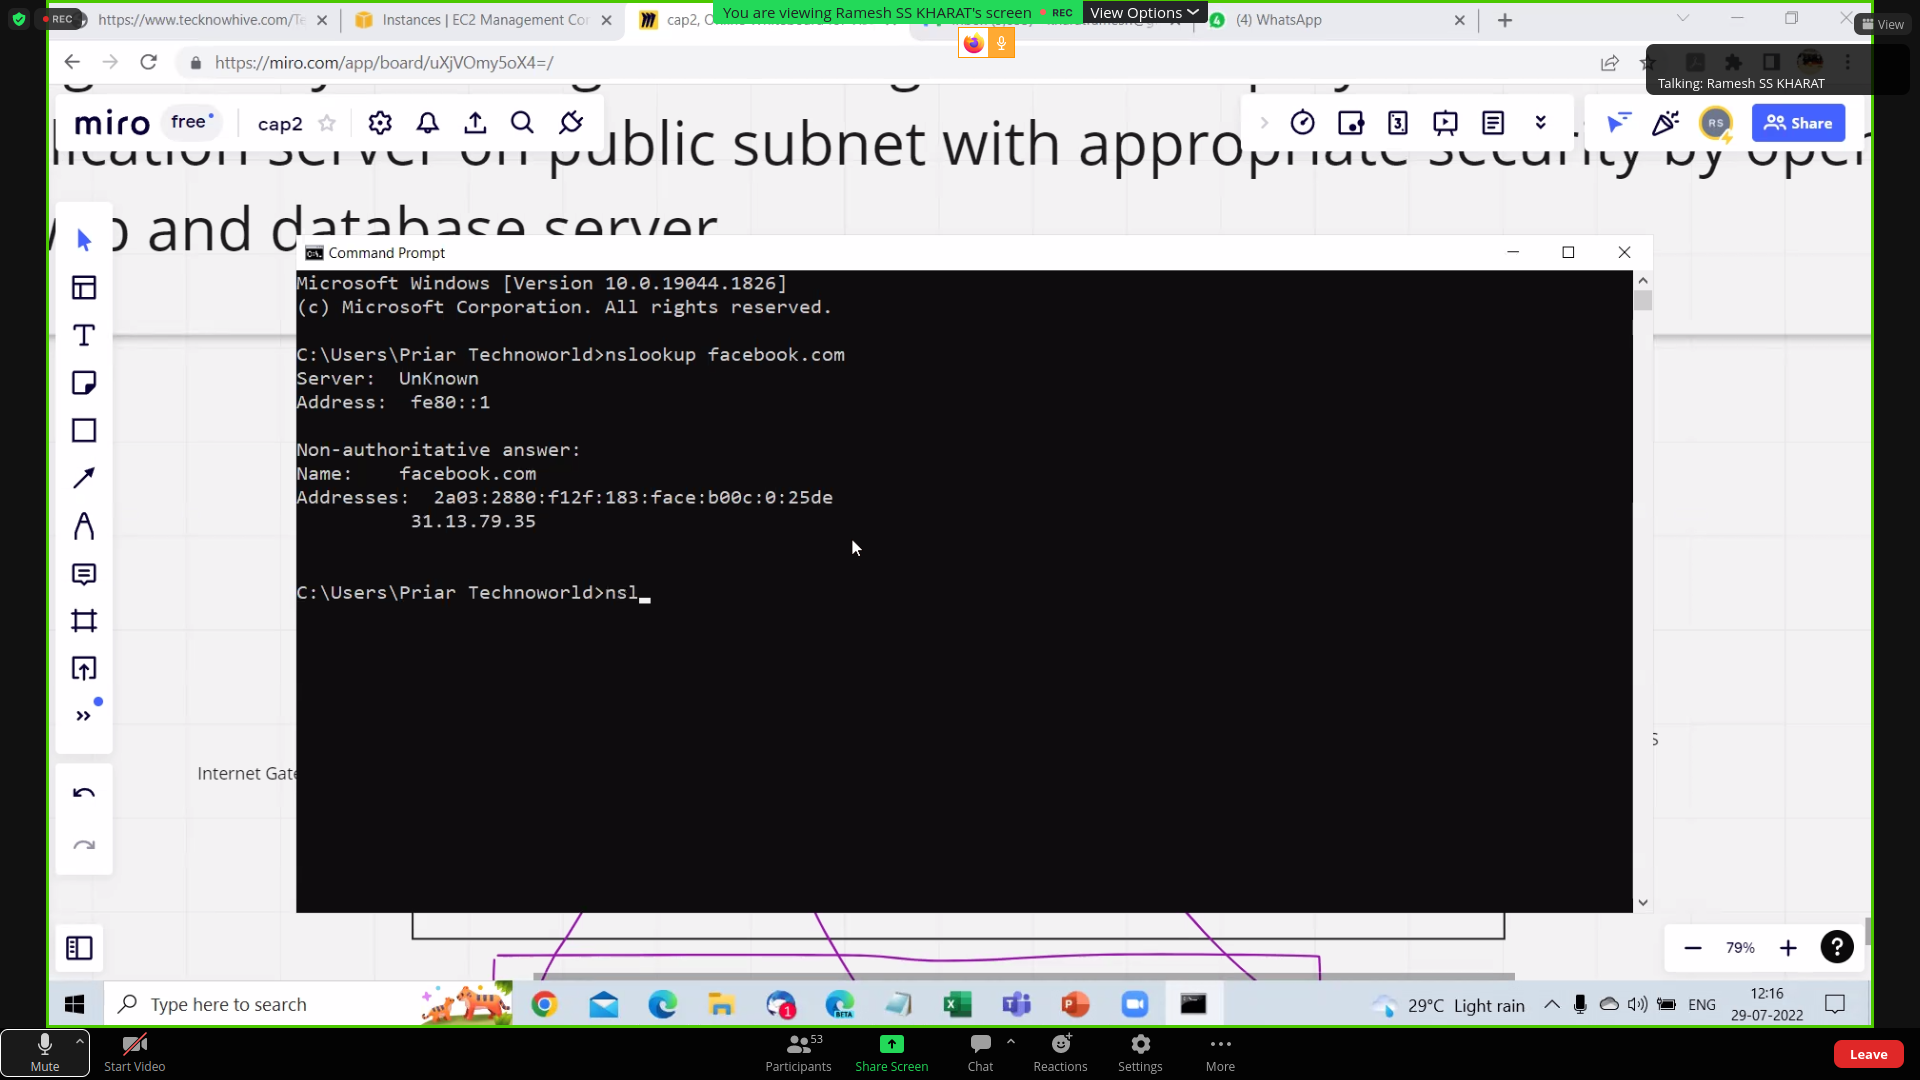 REC
https://www.tecknowhive.com/Te
Instances | EC2 Management Con
You are viewing Ramesh SS KHARAT's screen
REC
View Options
(4) WhatsApp
View
https://miro.com/app/board/uXjVOmy5oX4=/
Talking: Ramesh SS KHARAT
miro
free
cap2
3
RS
Share
server on public subnet with appropriate security by
and database server
Command Prompt
Microsoft Windows [Version 10.0.19044.1826]
(c) Microsoft Corporation. All rights reserved.
C:\Users\Priar Technoworld>nslookup facebook.com
Server: UnKnown
Address: fe80::1
Non-authoritative answer:
Name: facebook.com
Addresses: 2a03:2880:f12f:183:face:b00c:0:25de
31.13.79.35
C:\Users\Priar Technoworld>nsl_
Internet
79%
Type here to search
1
BETA
29°C Light rain
ENG
12:16
29-07-2022
Mute
Start Video
Participants
53
Share Screen
Chat
Reactions
Settings
More
Leave